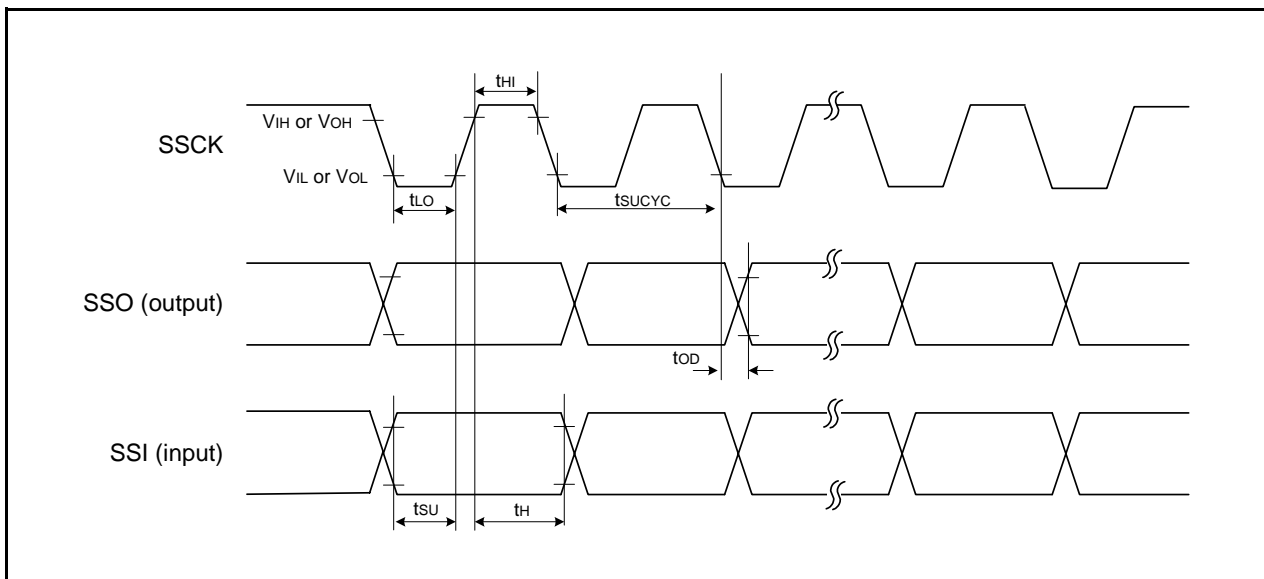 tHI
VIH or VOH
SSCK
VIL or VOL
tLO
tSUCYC
SSO (output)
tOD
SSI (input)
tSU
tH